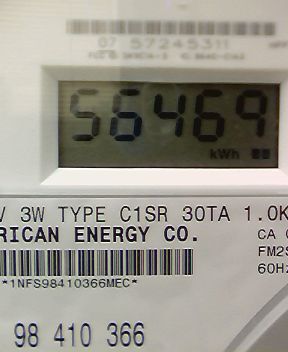 07 57245311
56469
kWh
V 3W TYPE C1SR 30TA 1.0K
RICAN ENERGY CO.
CA
FM2S
60Hz
*1NFS98410366MEC*
98 410 366